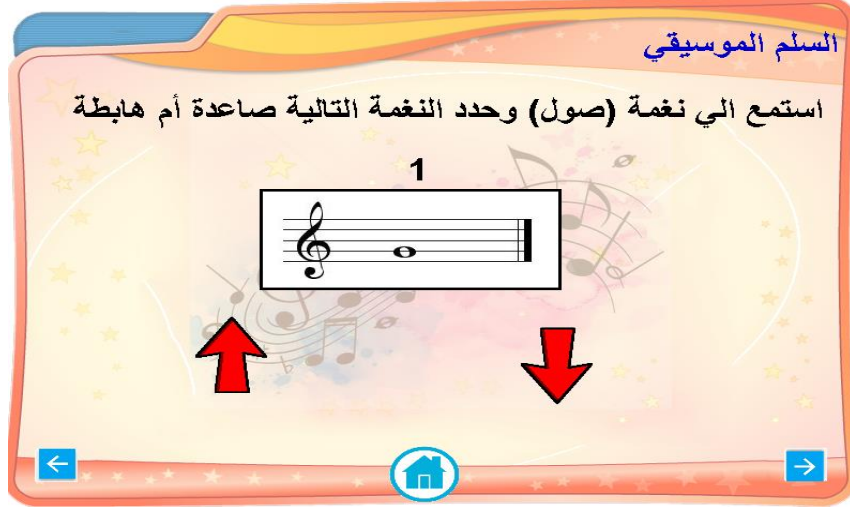 السلم الموسيقي
استمع الي نغمة (صول) وحدد النغمة التالية صاعدة أم هابطة
1